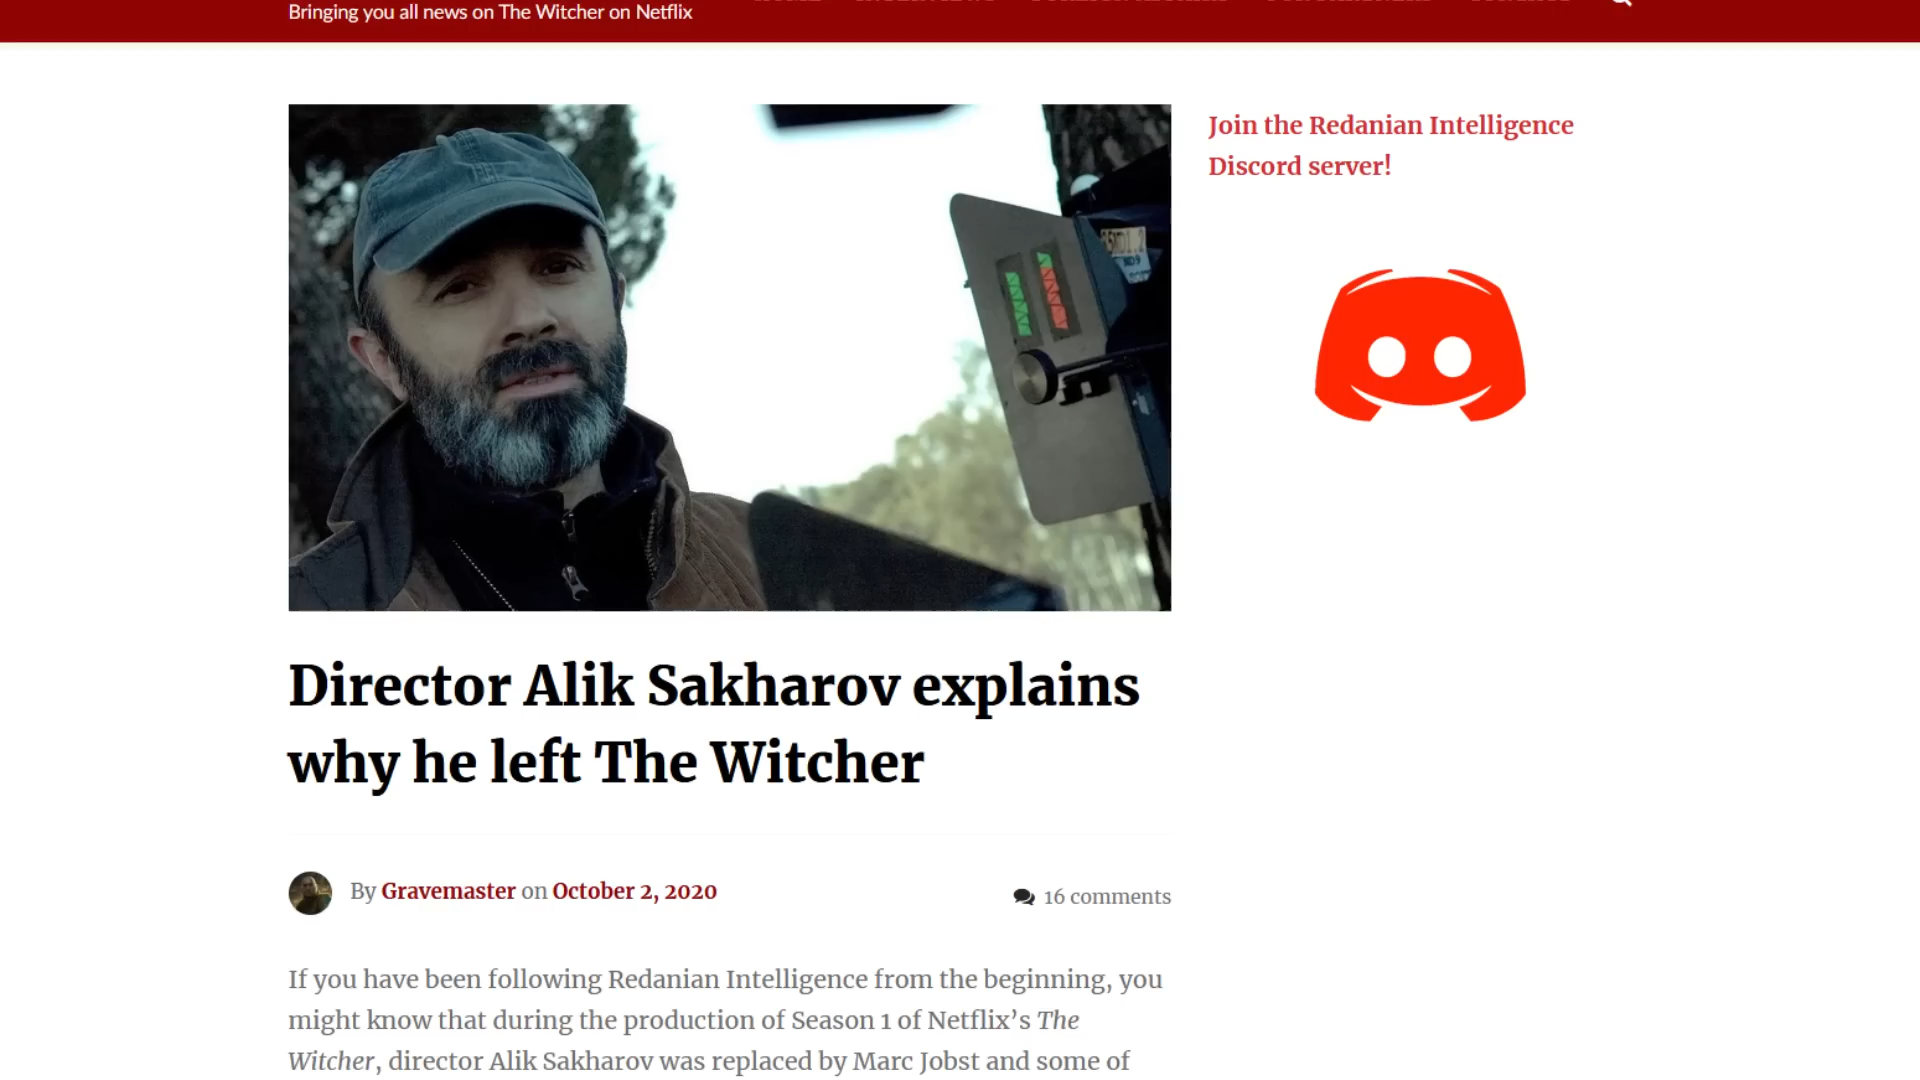 Bringing you all news on The Witcher on Netflix
Join the Redanian Intelligence
Discord server!
Director Alik Sakharov explains
why he left The Witcher
By Gravemaster on October 2, 2020
16 comments
If you have been following Redanian Intelligence from the beginning, you
might know that during the production of Season 1 of Netflix’s The
Witcher, director Alik Sakharov was replaced by Marc Jobst and some of